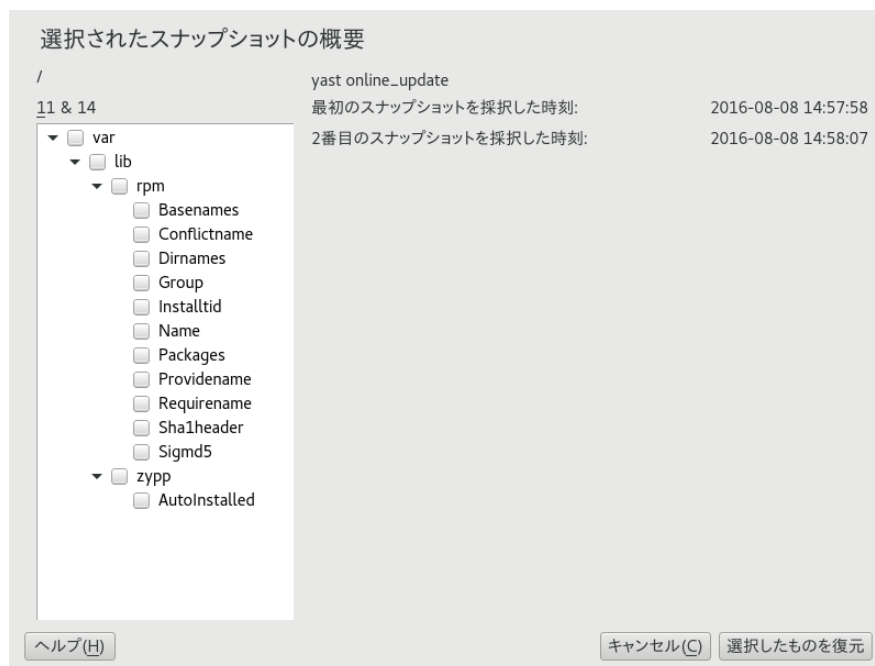 選択されたスナップショットの概要
/
yast online_update
11 & 14
最初のスナップショットを採択した時刻: 2016-08-08 14:57:58
2番目のスナップショットを採択した時刻: 2016-08-08 14:58:07
var
lib
rpm
Basenames
Conflictname
Dirnames
Group
Installtid
Name
Packages
Providename
Requirename
Sha1header
Sigmd5
zypp
AutoInstalled
ヘルプ(H)
キャンセル(C)
選択したものを復元